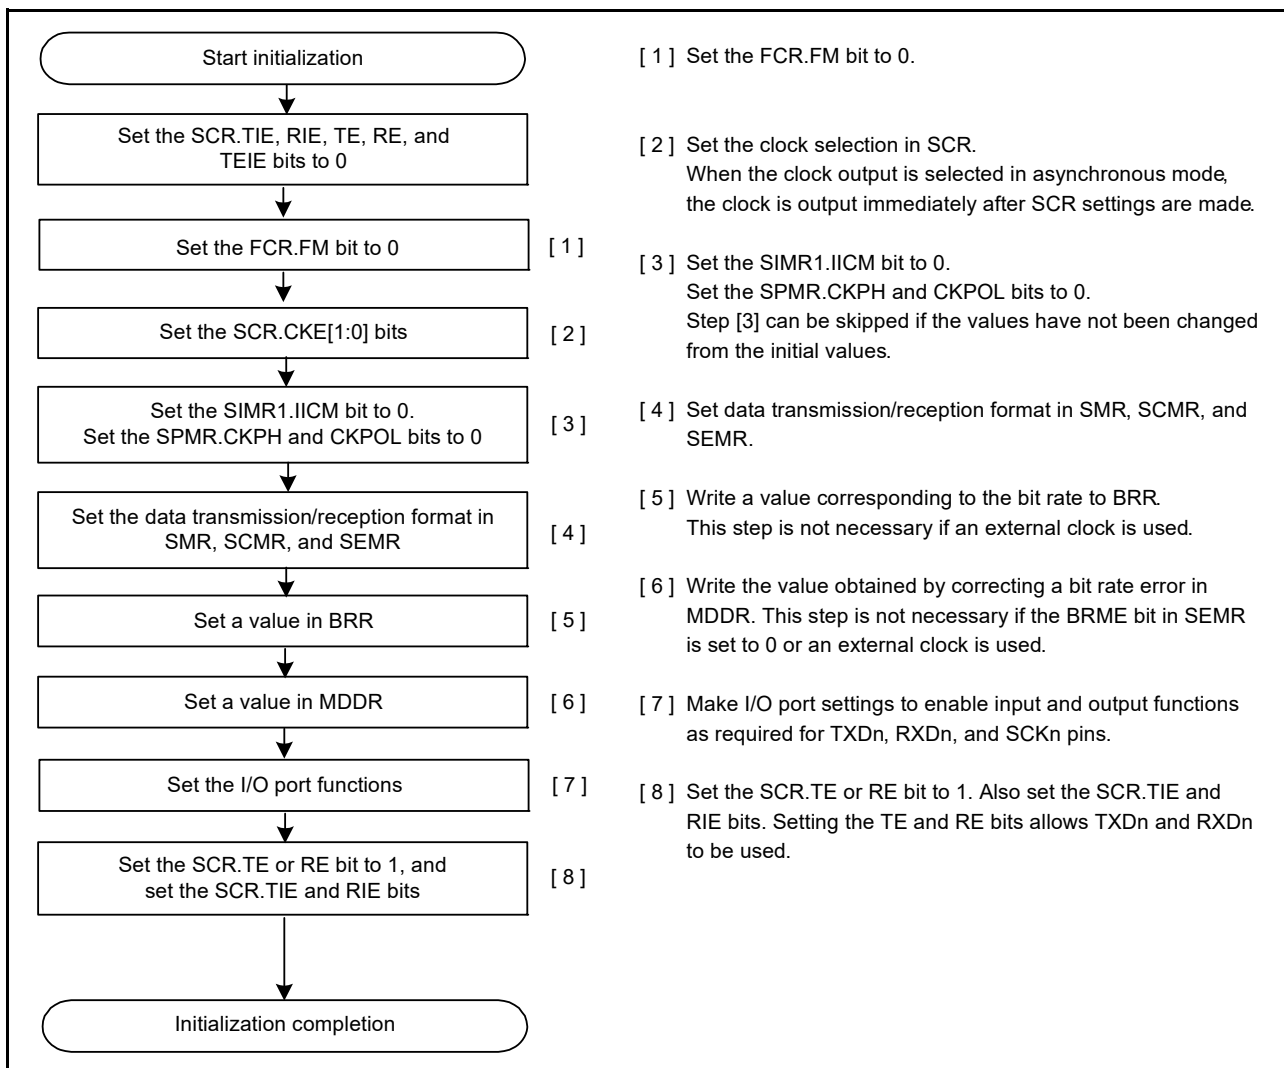 Start initialization
Set the SCR.TIE, RIE, TE, RE, and
TEIE bits to 0
Set the FCR.FM bit to 0
[ 1 ]
Set the SCR.CKE[1:0] bits
[ 2 ]
Set the SIMR1.IICM bit to 0.
Set the SPMR.CKPH and CKPOL bits to 0
[ 3 ]
Set the data transmission/reception format in
SMR, SCMR, and SEMR
[ 4 ]
Set a value in BRR
[ 5 ]
Set a value in MDDR
[ 6 ]
Set the I/O port functions
[ 7 ]
Set the SCR.TE or RE bit to 1, and
set the SCR.TIE and RIE bits
[ 8 ]
Initialization completion
[ 1 ] Set the FCR.FM bit to 0.
[ 2 ] Set the clock selection in SCR.
When the clock output is selected in asynchronous mode,
the clock is output immediately after SCR settings are made.
[ 3 ] Set the SIMR1.IICM bit to 0.
Set the SPMR.CKPH and CKPOL bits to 0.
Step [3] can be skipped if the values have not been changed
from the initial values.
[ 4 ] Set data transmission/reception format in SMR, SCMR, and
SEMR.
[ 5 ] Write a value corresponding to the bit rate to BRR.
This step is not necessary if an external clock is used.
[ 6 ] Write the value obtained by correcting a bit rate error in
MDDR. This step is not necessary if the BRME bit in SEMR
is set to 0 or an external clock is used.
[ 7 ] Make I/O port settings to enable input and output functions
as required for TXDn, RXDn, and SCKn pins.
[ 8 ] Set the SCR.TE or RE bit to 1. Also set the SCR.TIE and
RIE bits. Setting the TE and RE bits allows TXDn and RXDn
to be used.